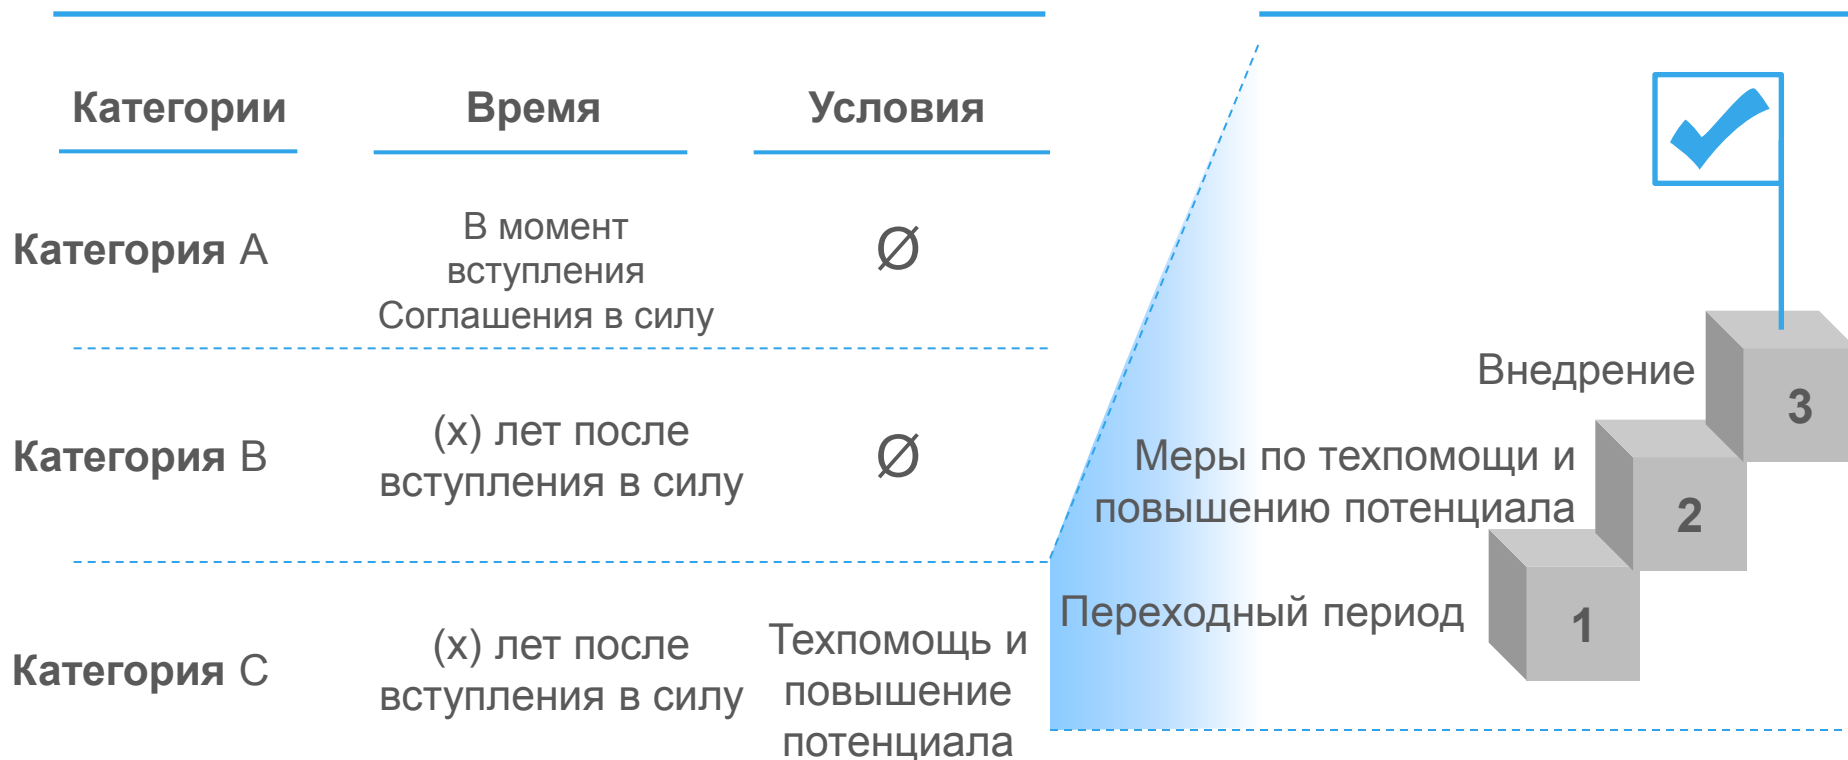 Категории
Время
Условия
Категория A
В момент
вступления
Соглашения в силу
Ø
Категория B
(x) лет после
вступления в силу
Ø
Категория C
(x) лет после
вступления в силу
Техпомощь и
повышение
потенциала
Внедрение
3
Меры по техпомощи и
повышению потенциала
2
Переходный период
1